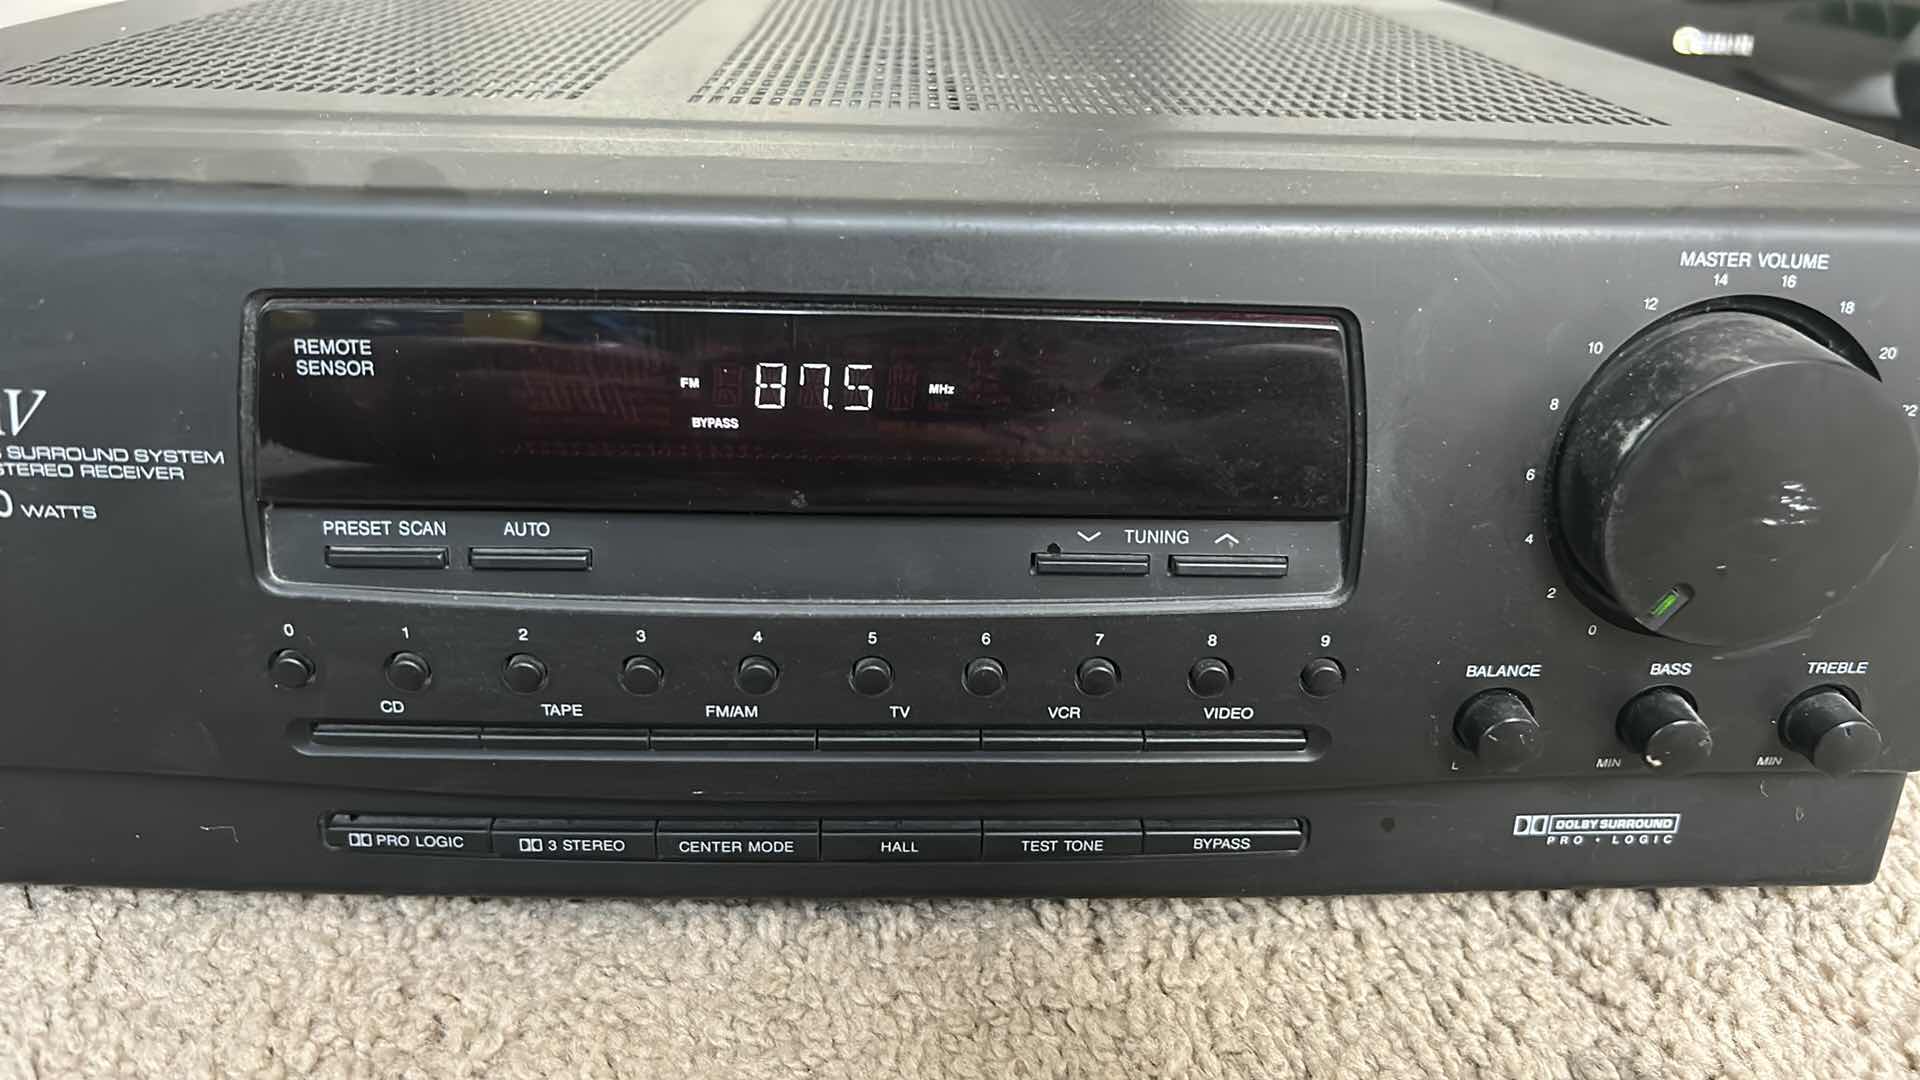 MASTER VOLUME
0 2 4 6 8 10 12 14 16 18 20 22
REMOTE
SENSOR
FM 87.5 MHz
BYPASS
V
SURROUND SYSTEM
STEREO RECEIVER
0 WATTS
PRESET SCAN AUTO TUNING
0 1 2 3 4 5 6 7 8 9
CD TAPE FM/AM TV VCR VIDEO
BALANCE BASS TREBLE
L MIN MIN
PRO LOGIC 3 STEREO CENTER MODE HALL TEST TONE BYPASS
DOLBY SURROUND
PRO • LOGIC